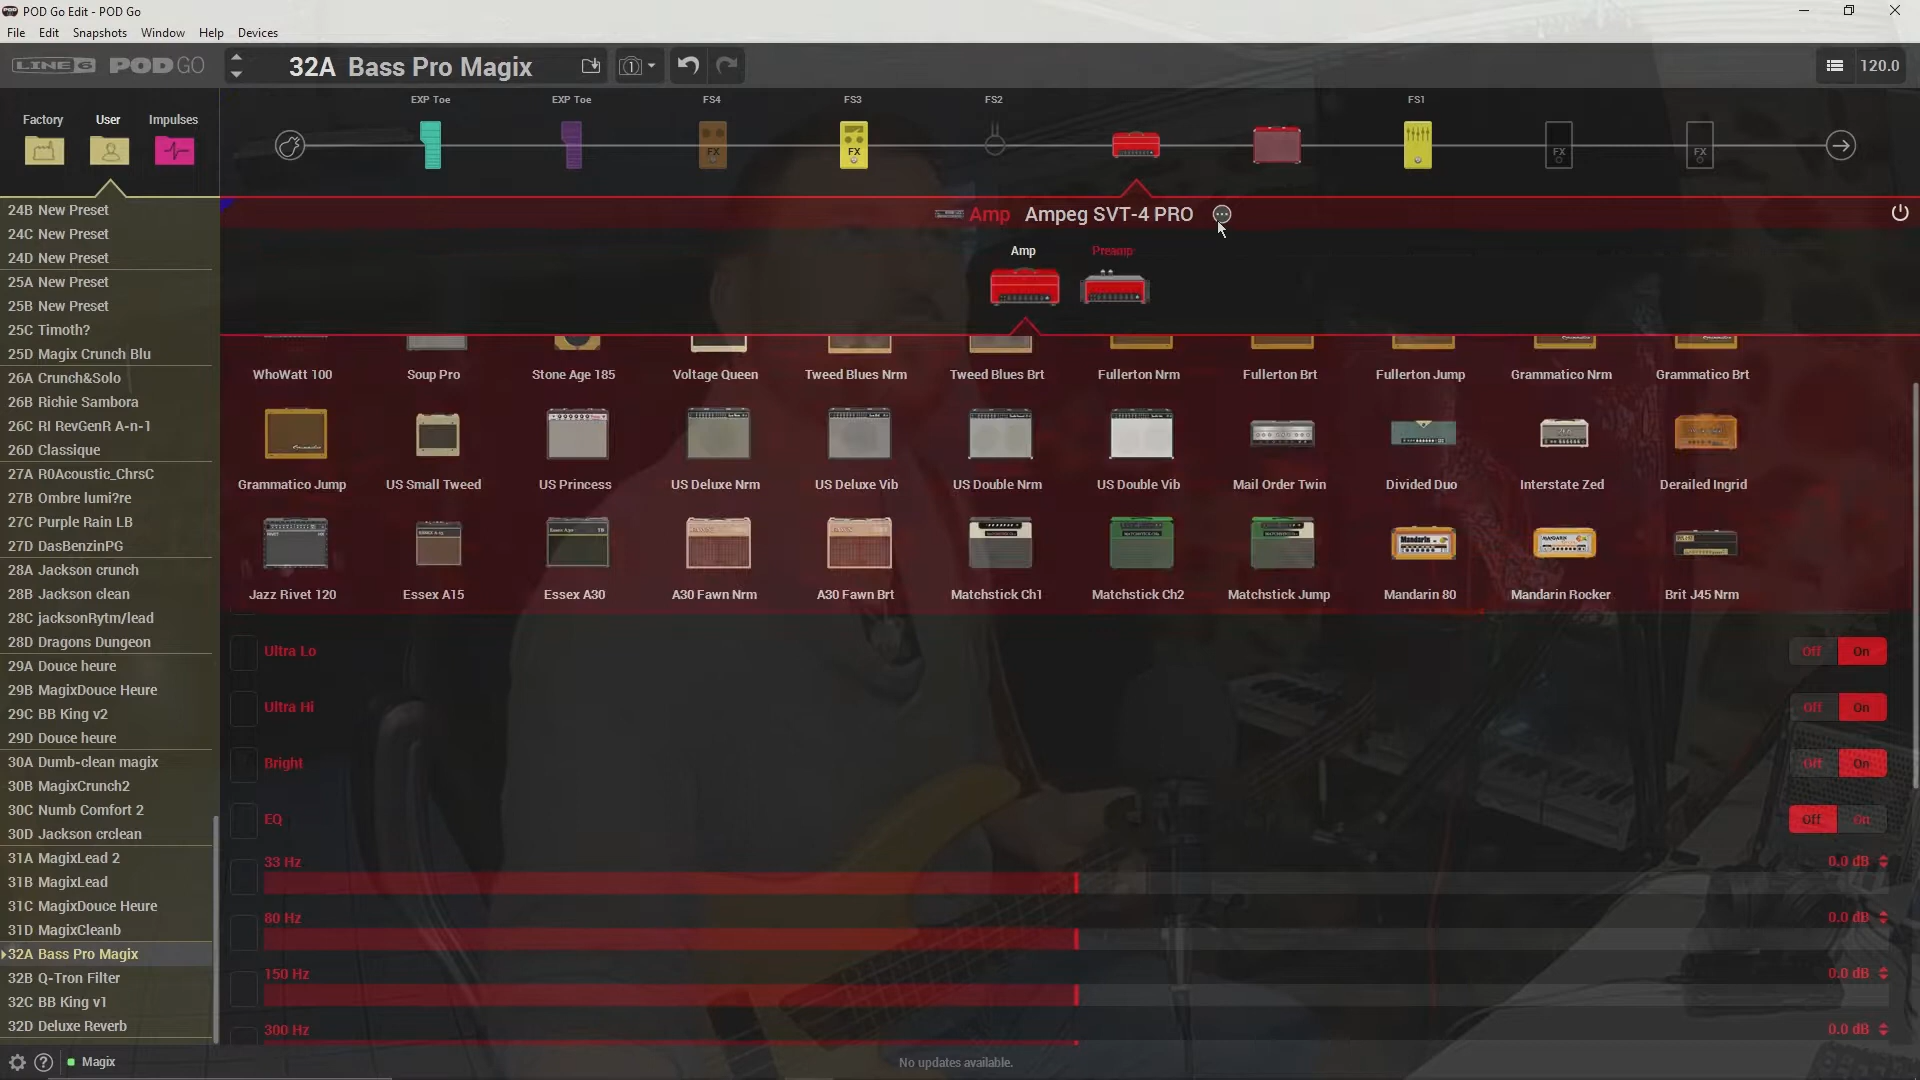 POD Go Edit - POD Go
File Edit Snapshots Window Help Devices
LINE 6 POD GO
32A Bass Pro Magix
120.0
Factory User Impulses
EXP Toe EXP Toe FS4 FS3 FS2 FS1
FX FX FX FX
Amp Ampeg SVT-4 PRO
Amp Preamp
24B New Preset
24C New Preset
24D New Preset
25A New Preset
25B New Preset
25C Timoth?
25D Magix Crunch Blu
26A Crunch&Solo
26B Richie Sambora
26C RI RevGenR A-n-1
26D Classique
27A R0Acoustic_ChrsC
27B Ombre lumi?re
27C Purple Rain LB
27D DasBenzinPG
28A Jackson crunch
28B Jackson clean
28C jacksonRytm/lead
28D Dragons Dungeon
29A Douce heure
29B MagixDouce Heure
29C BB King v2
29D Douce heure
30A Dumb-clean magix
30B MagixCrunch2
30C Numb Comfort 2
30D Jackson crclean
31A MagixLead 2
31B MagixLead
31C MagixDouce Heure
31D MagixCleanb
32A Bass Pro Magix
32B Q-Tron Filter
32C BB King v1
32D Deluxe Reverb
WhoWatt 100 Soup Pro Stone Age 185 Voltage Queen Tweed Blues Nrm Tweed Blues Brt Fullerton Nrm Fullerton Brt Fullerton Jump Grammatico Nrm Grammatico Brt
Grammatico Jump US Small Tweed US Princess US Deluxe Nrm US Deluxe Vib US Double Nrm US Double Vib Mail Order Twin Divided Duo Interstate Zed Derailed Ingrid
Mandarin MANDARIN
Jazz Rivet 120 Essex A15 Essex A30 A30 Fawn Nrm A30 Fawn Brt Matchstick Ch1 Matchstick Ch2 Matchstick Jump Mandarin 80 Mandarin Rocker Brit J45 Nrm
Ultra Lo Off On
Ultra Hi Off On
Bright Off On
EQ Off On
33 Hz 0.0 dB
80 Hz 0.0 dB
150 Hz 0.0 dB
300 Hz 0.0 dB
Magix
No updates available.